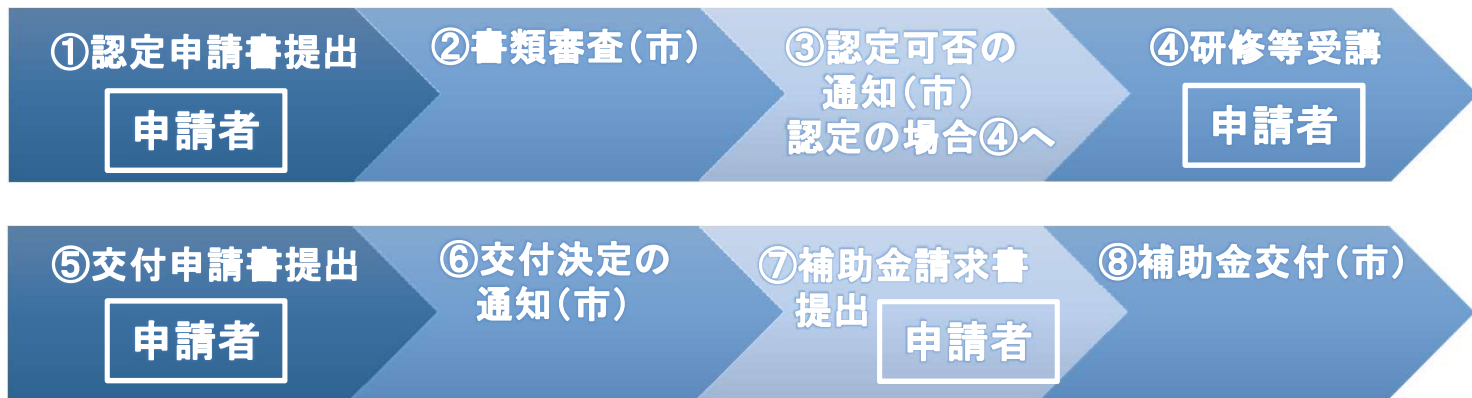 ①認定申請書提出
申請者
②書類審査(市)
③認定可否の
通知(市)
認定の場合④へ
④研修等受講
申請者
⑤交付申請書提出
申請者
⑥交付決定の
通知(市)
⑦補助金請求書
提出
申請者
⑧補助金交付(市)